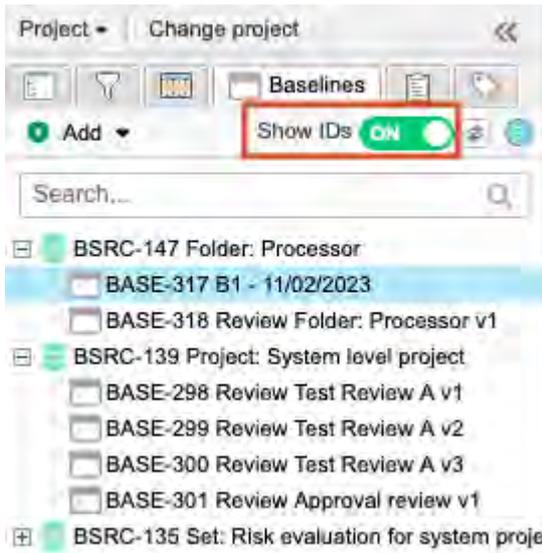 Project Change project
Baselines
Add Show IDs ON
Search...
BSRC-147 Folder: Processor
BASE-317 B1 - 11/02/2023
BASE-318 Review Folder: Processor v1
BSRC-139 Project: System level project
BASE-298 Review Test Review A v1
BASE-299 Review Test Review A v2
BASE-300 Review Test Review A v3
BASE-301 Review Approval review v1
BSRC-135 Set: Risk evaluation for system proje